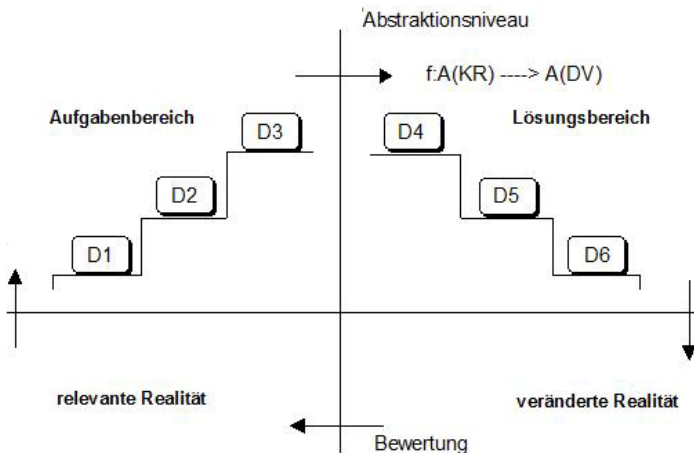 Abstraktionsniveau
f:A(KR) ----> A(DV)
Aufgabenbereich
Lösungsbereich
D3
D4
D2
D5
D1
D6
relevante Realität
veränderte Realität
Bewertung